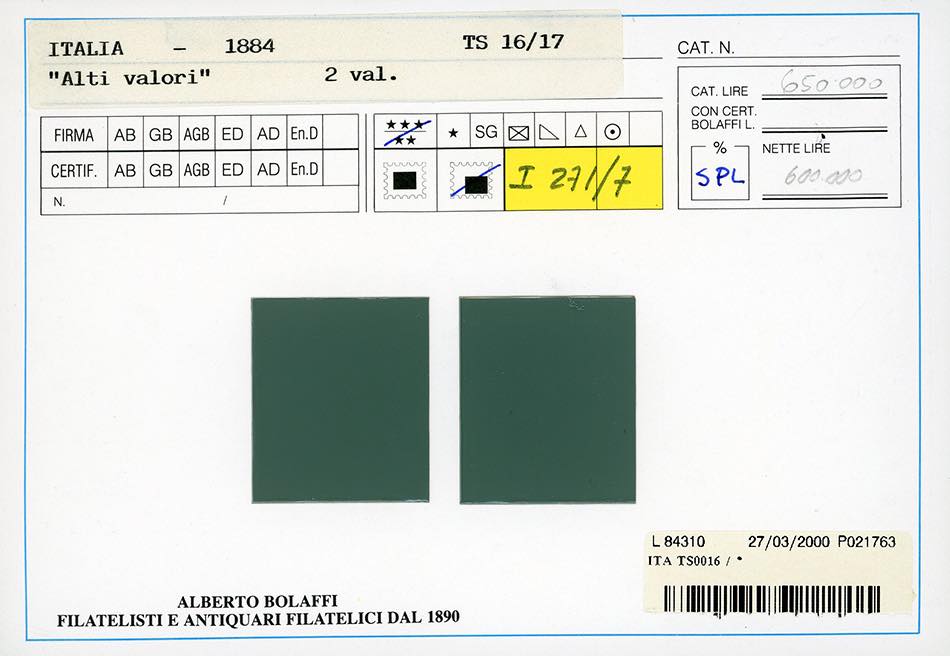 ITALIA - 1884 TS 16/17
"Alti valori" 2 val.
CAT. N.
CAT. LIRE 650.000
CON CERT.
BOLAFFI L.
% NETTE LIRE
SPL 600.000
FIRMA AB GB AGB ED AD En.D
CERTIF. AB GB AGB ED AD En.D
N. /
★★★ ★★ ★ SG
I 271/7
L 84310 27/03/2000 P021763
ITA TS0016 / *
ALBERTO BOLAFFI
FILATELISTI E ANTIQUARI FILATELICI DAL 1890